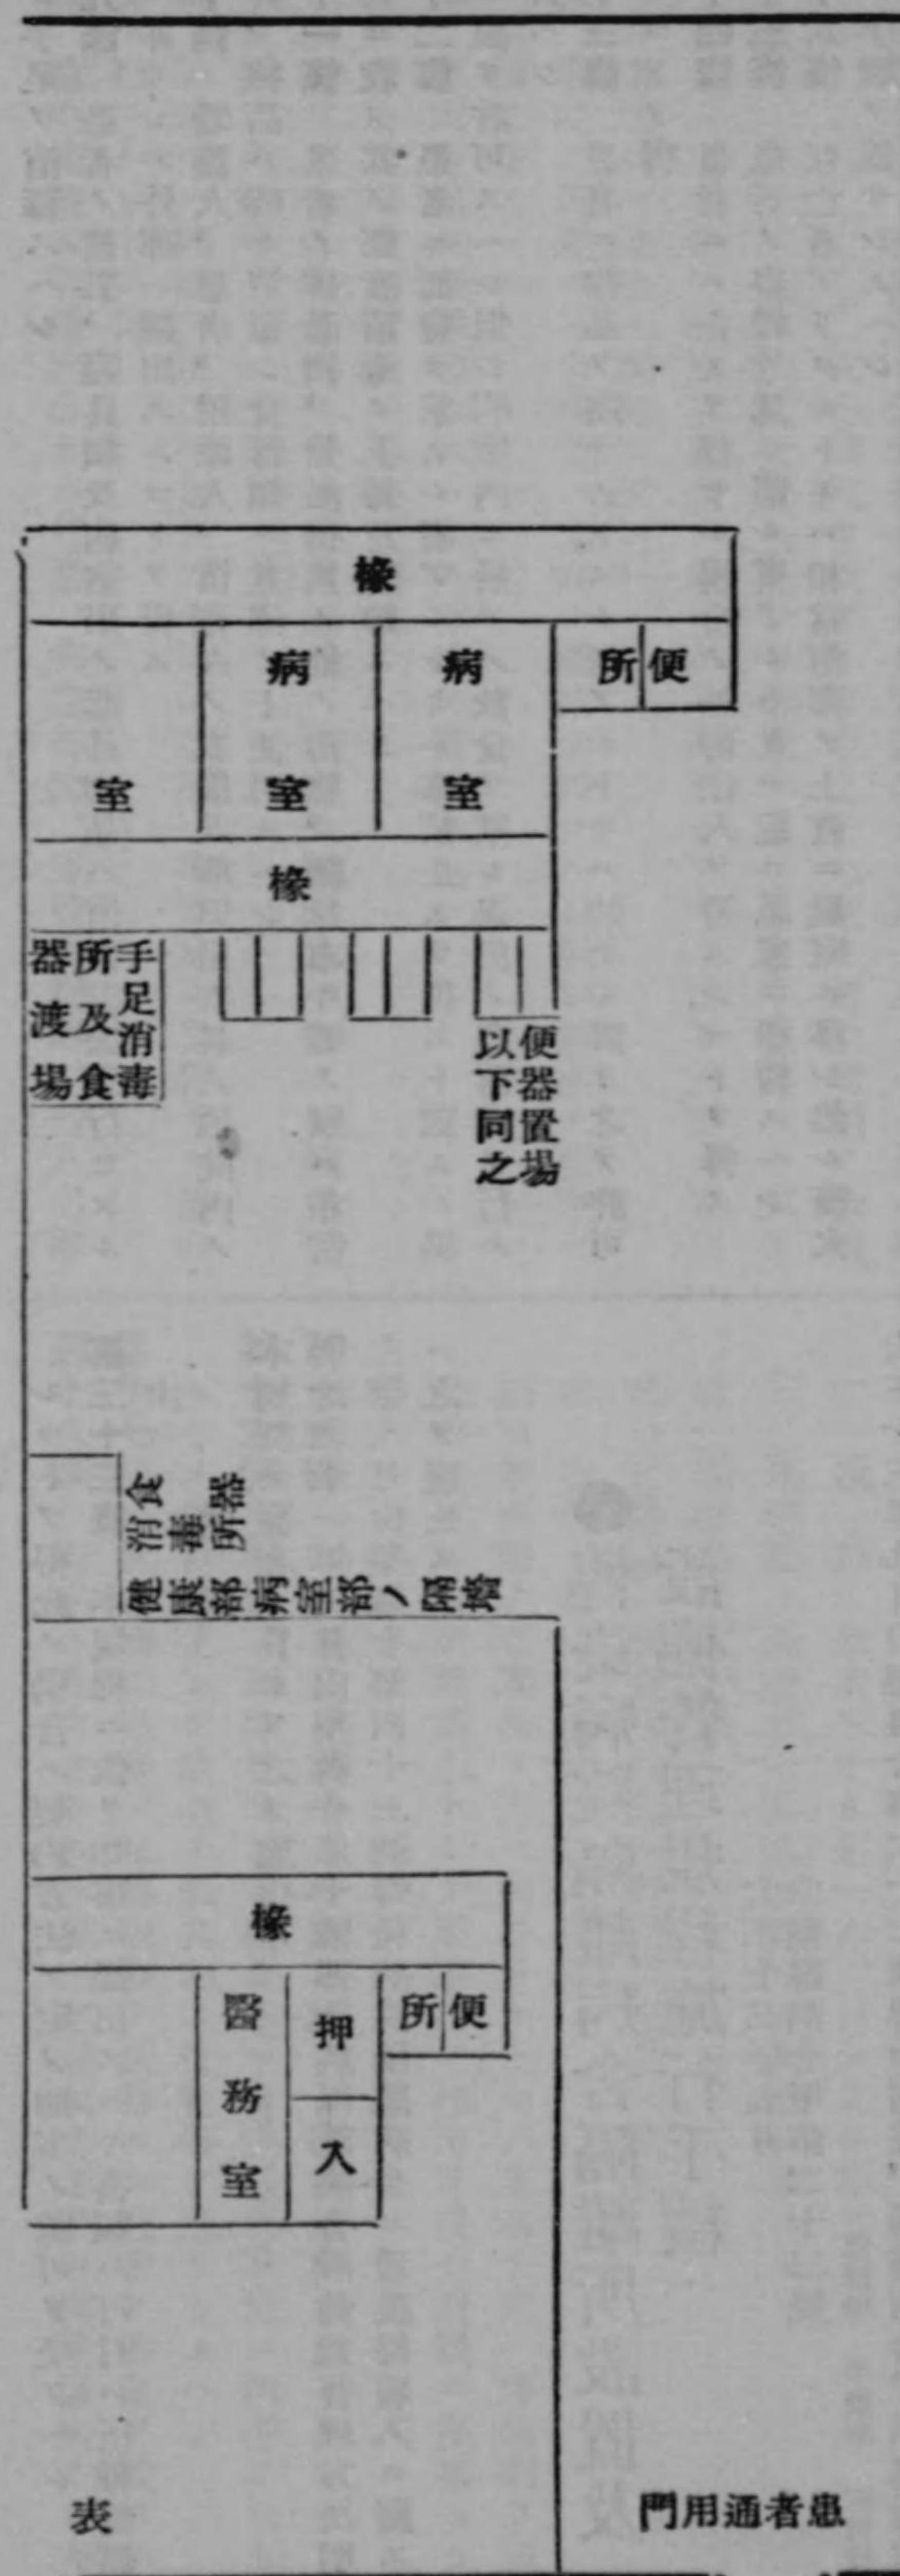 椽
便所
病室
病室
室
椽
手足消毒
所及食
器渡場
便器置場
以下同之
食器
消毒所
健康部病室部ノ隔墻
椽
便所
押入
醫務室
患者通用門
表